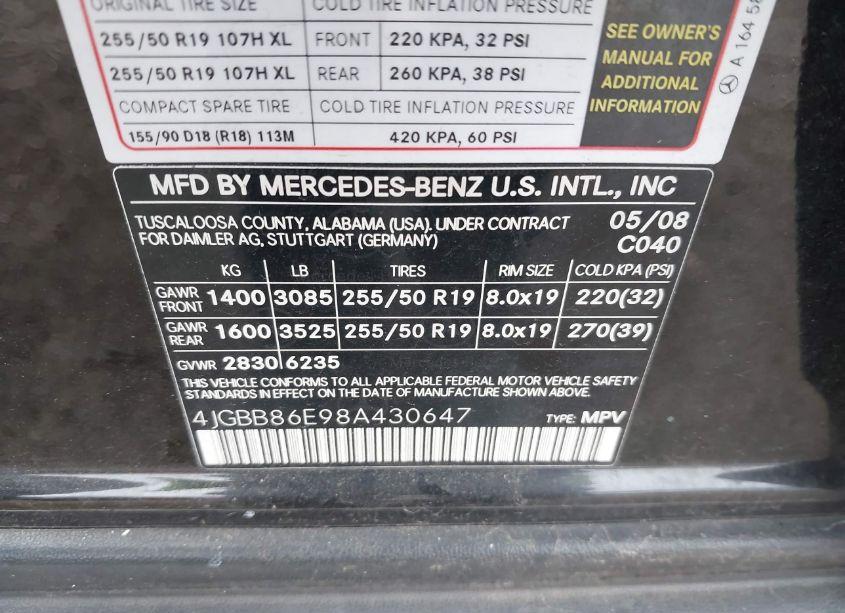 ORIGINAL TIRE SIZE COLD TIRE INFLATION PRESSURE
255/50 R19 107H XL FRONT 220 KPA, 32 PSI
255/50 R19 107H XL REAR 260 KPA, 38 PSI
COMPACT SPARE TIRE COLD TIRE INFLATION PRESSURE
155/90 D18 (R18) 113M 420 KPA, 60 PSI
SEE OWNER'S
MANUAL FOR
ADDITIONAL
INFORMATION
A 164 58
MFD BY MERCEDES-BENZ U.S. INTL., INC
TUSCALOOSA COUNTY, ALABAMA (USA). UNDER CONTRACT 05/08
FOR DAIMLER AG, STUTTGART (GERMANY) C040
KG LB TIRES RIM SIZE COLD KPA (PSI)
GAWR FRONT 1400 3085 255/50 R19 8.0x19 220(32)
GAWR REAR 1600 3525 255/50 R19 8.0x19 270(39)
GVWR 2830 6235
THIS VEHICLE CONFORMS TO ALL APPLICABLE FEDERAL MOTOR VEHICLE SAFETY
STANDARDS IN EFFECT ON THE DATE OF MANUFACTURE SHOWN ABOVE.
4JGBB86E98A430647 TYPE: MPV